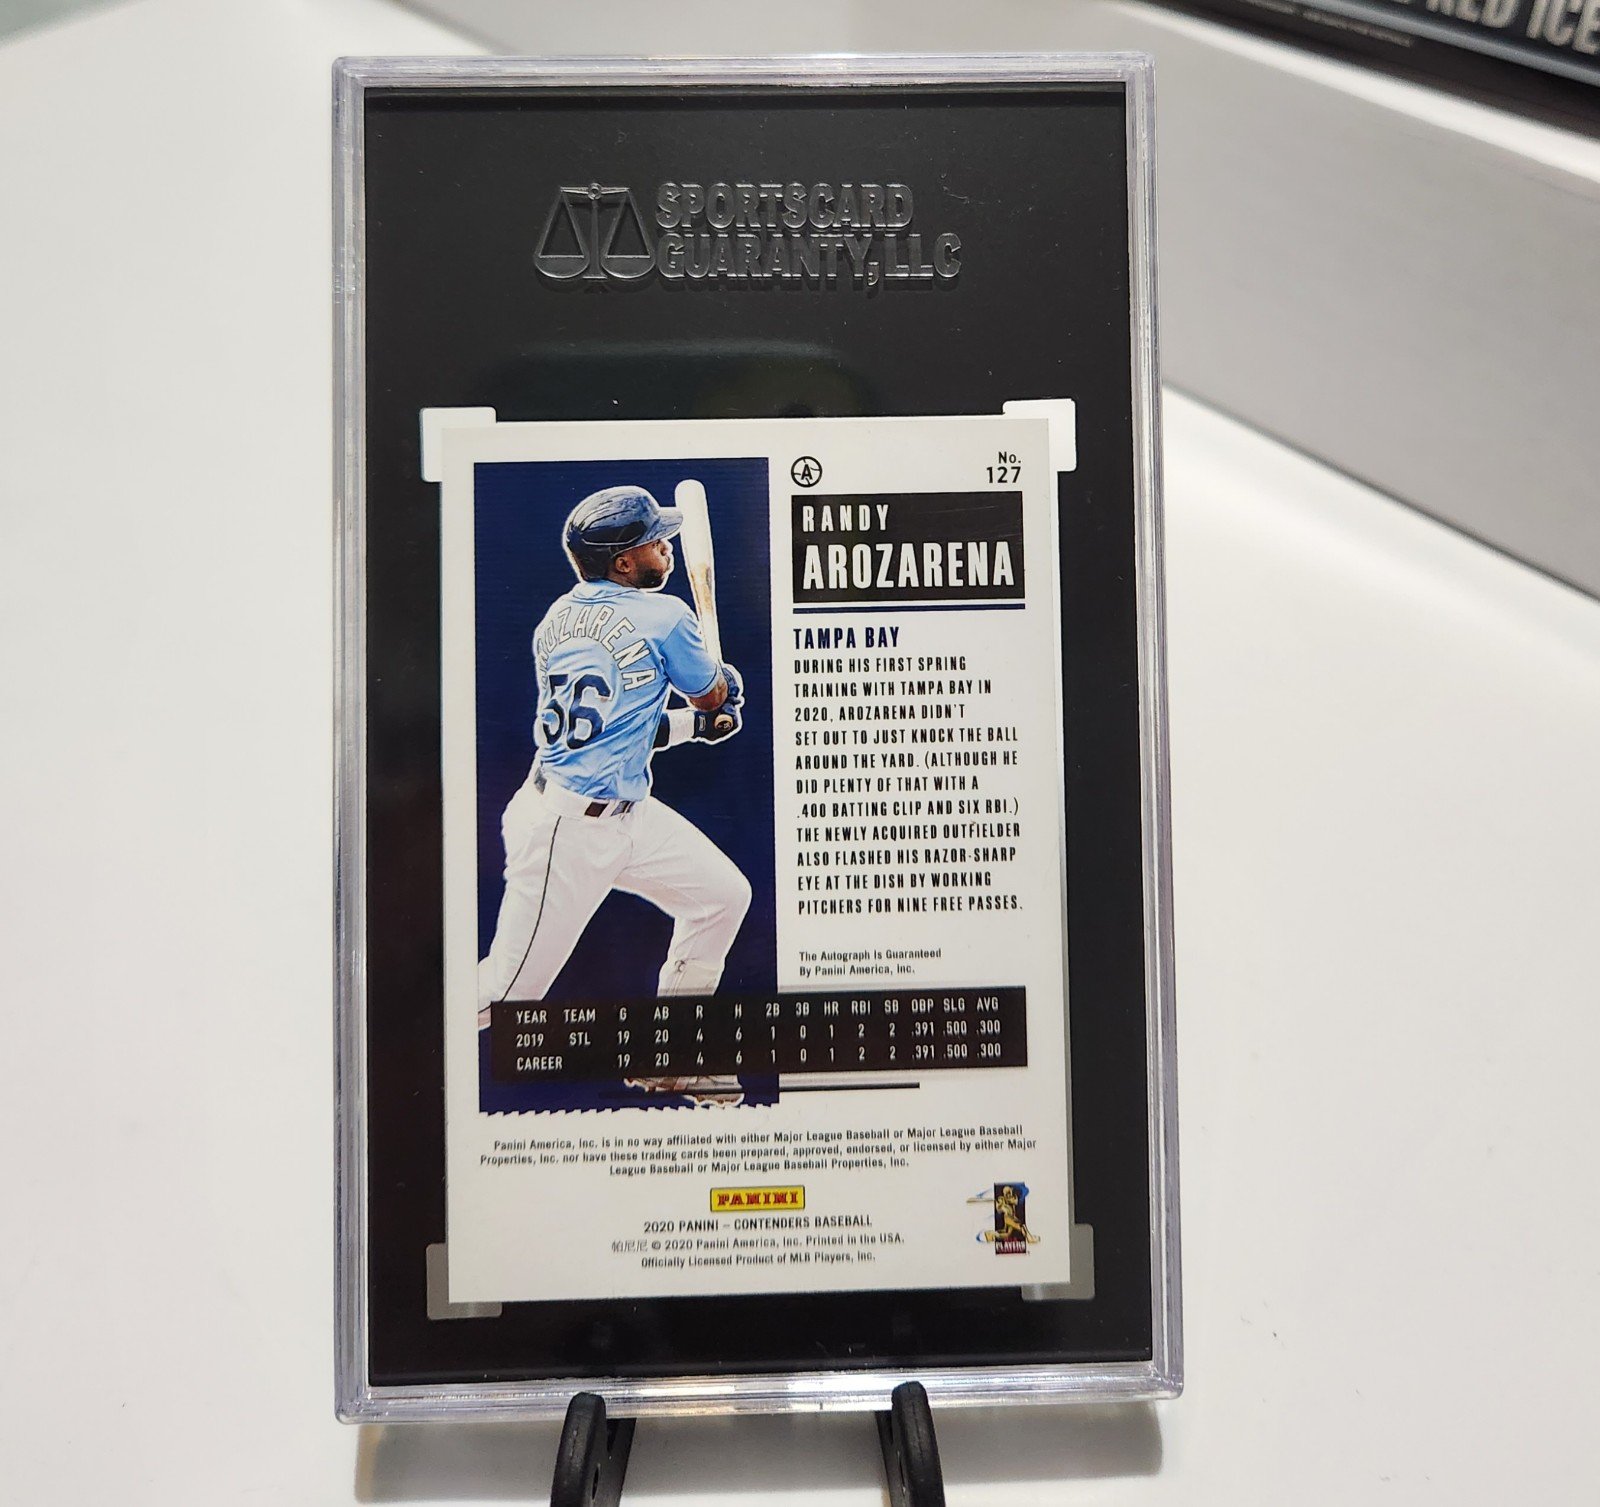 RED ICE
SPORTSCARD
GUARANTY, LLC
A
No.
127
RANDY
AROZARENA
AROZARENA
56
TAMPA BAY
DURING HIS FIRST SPRING
TRAINING WITH TAMPA BAY IN
2020, AROZARENA DIDN'T
SET OUT TO JUST KNOCK THE BALL
AROUND THE YARD. (ALTHOUGH HE
DID PLENTY OF THAT WITH A
.400 BATTING CLIP AND SIX RBI.)
THE NEWLY ACQUIRED OUTFIELDER
ALSO FLASHED HIS RAZOR-SHARP
EYE AT THE DISH BY WORKING
PITCHERS FOR NINE FREE PASSES.
The Autograph Is Guaranteed
By Panini America, Inc.
YEAR TEAM G AB R H 2B 3B HR RBI SB OBP SLG AVG
2019 STL 19 20 4 6 1 0 1 2 2 .391 .500 .300
CAREER 19 20 4 6 1 0 1 2 2 .391 .500 .300
Panini America, Inc. is in no way affiliated with either Major League Baseball or Major League Baseball
Properties, Inc. nor have these trading cards been prepared, approved, endorsed, or licensed by either Major
League Baseball or Major League Baseball Properties, Inc.
PANINI
2020 PANINI – CONTENDERS BASEBALL
帕尼尼 © 2020 Panini America, Inc. Printed in the USA.
Officially Licensed Product of MLB Players, Inc.
PLAYERS